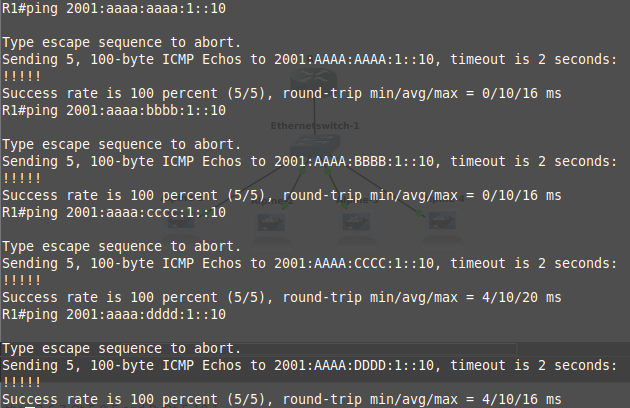 R1#ping 2001:aaaa:aaaa:1::10
Type escape sequence to abort.
Sending 5, 100-byte ICMP Echos to 2001:AAAA:AAAA:1::10, timeout is 2 seconds:
!!!!!
Success rate is 100 percent (5/5), round-trip min/avg/max = 0/10/16 ms
R1#ping 2001:aaaa:bbbb:1::10
Ethernetswitch-1
Type escape sequence to abort.
Sending 5, 100-byte ICMP Echos to 2001:AAAA:BBBB:1::10, timeout is 2 seconds:
!!!!!
Success rate is 100 percent (5/5), round-trip min/avg/max = 0/10/16 ms
R1#ping 2001:aaaa:cccc:1::10
Type escape sequence to abort.
Sending 5, 100-byte ICMP Echos to 2001:AAAA:CCCC:1::10, timeout is 2 seconds:
!!!!!
Success rate is 100 percent (5/5), round-trip min/avg/max = 4/10/20 ms
R1#ping 2001:aaaa:dddd:1::10
Type escape sequence to abort.
Sending 5, 100-byte ICMP Echos to 2001:AAAA:DDDD:1::10, timeout is 2 seconds:
!!!!!
Success rate is 100 percent (5/5), round-trip min/avg/max = 4/10/16 ms